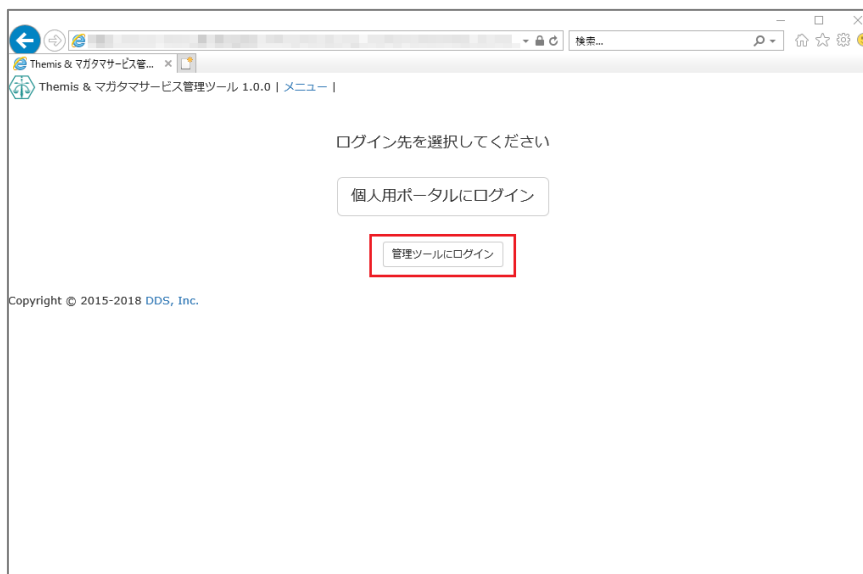 検索...
Themis & マガタマサービス管...
Themis & マガタマサービス管理ツール 1.0.0 | メニュー |
ログイン先を選択してください
個人用ポータルにログイン
管理ツールにログイン
Copyright © 2015-2018 DDS, Inc.